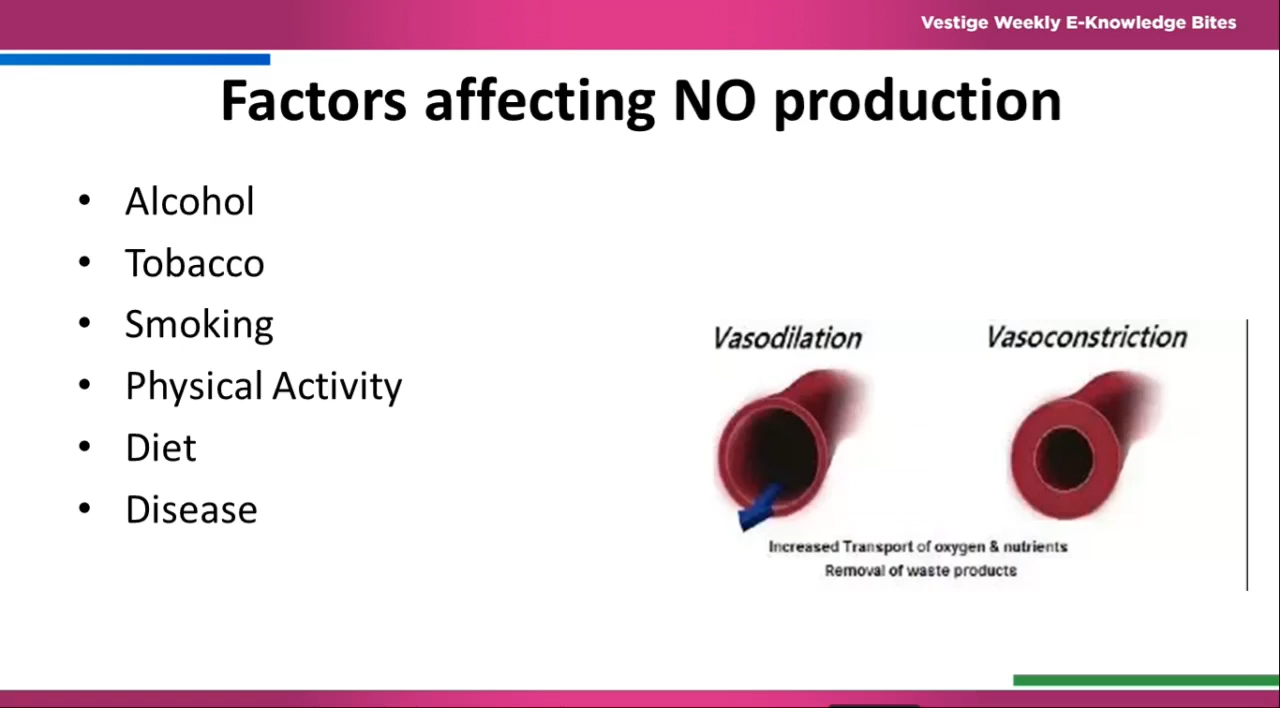 Vestige Weekly E-Knowledge Bites
Factors affecting NO production
• Alcohol
• Tobacco
• Smoking
• Physical Activity
• Diet
• Disease
Vasodilation
Vasoconstriction
Increased Transport of oxygen & nutrients
Removal of waste products